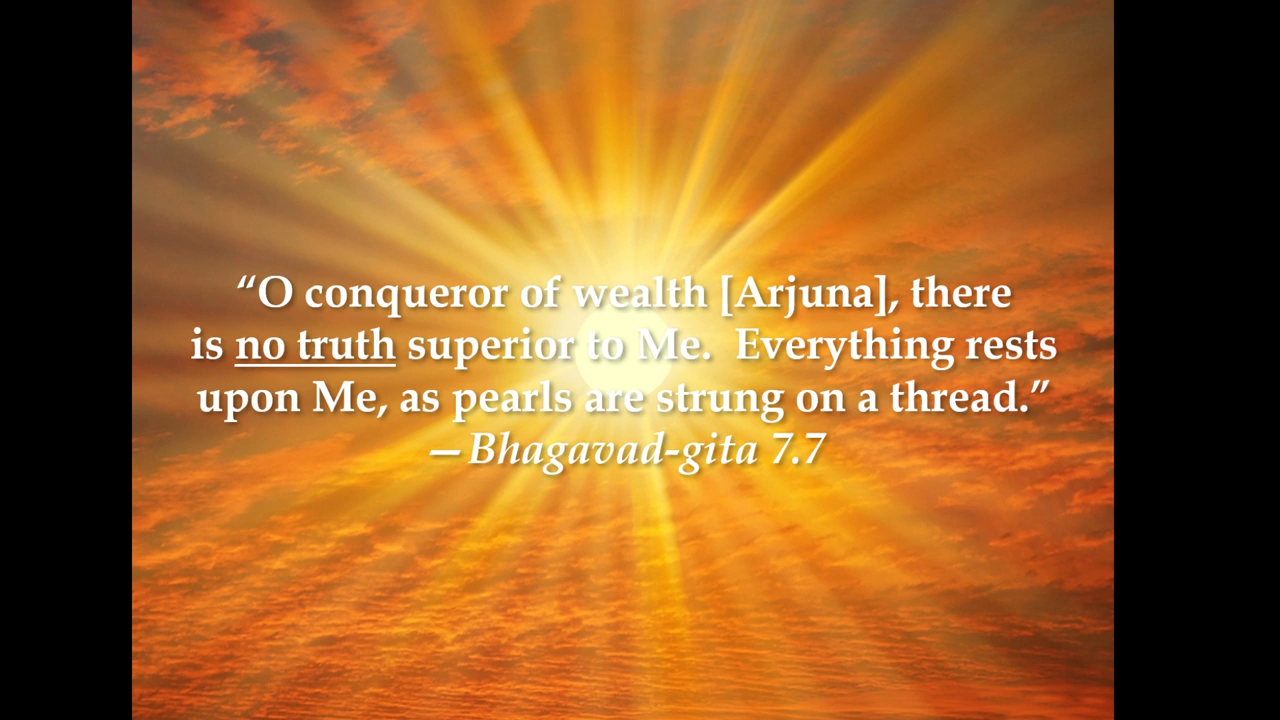 “O conqueror of wealth [Arjuna], there
is no truth superior to Me.  Everything rests
upon Me, as pearls are strung on a thread.”
—Bhagavad-gita 7.7